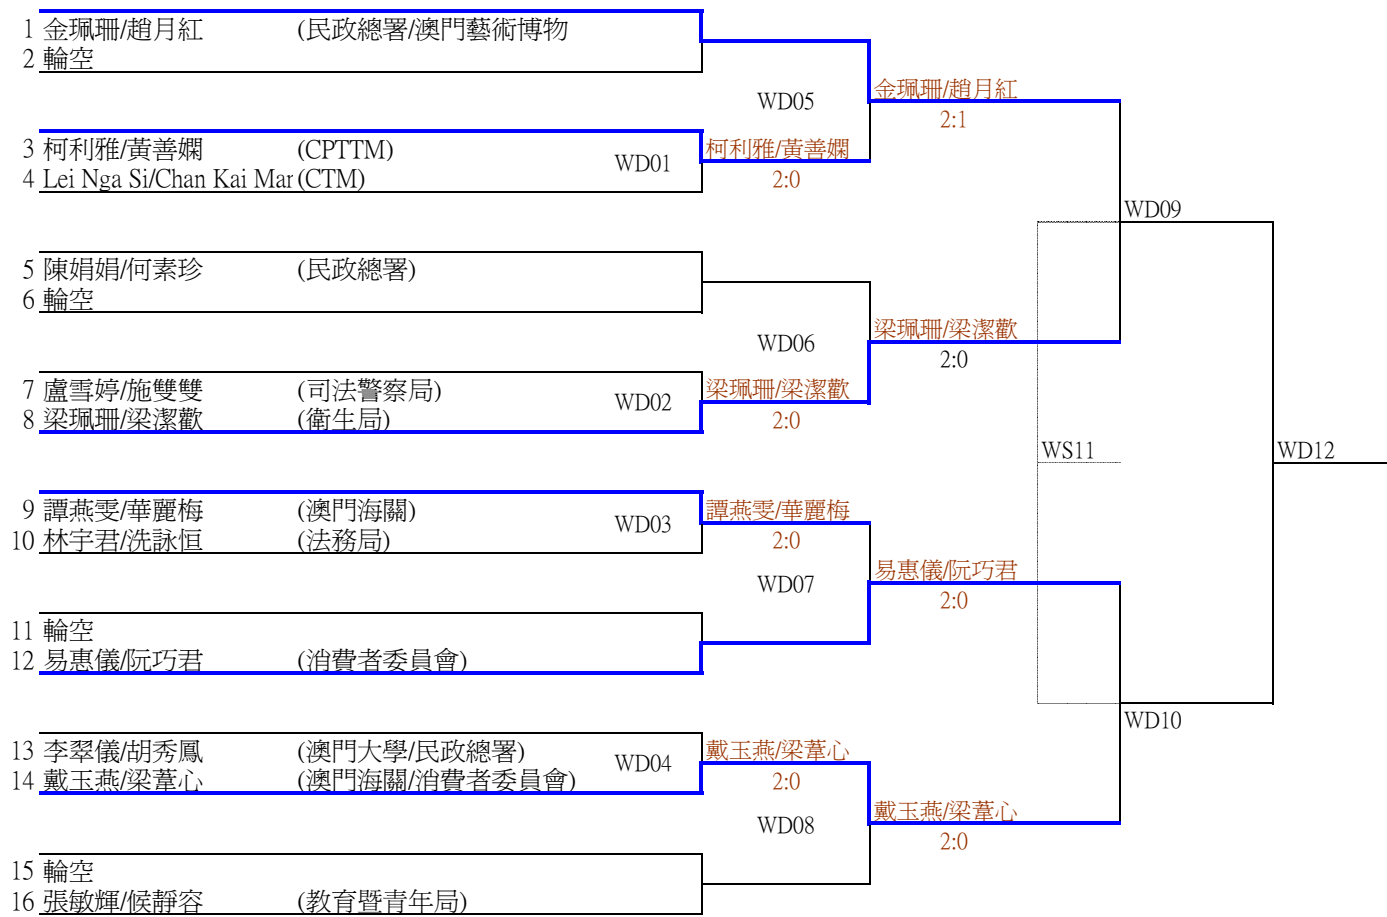 1 金珮珊/趙月紅 (民政總署/澳門藝術博物
2 輪空
WD05 金珮珊/趙月紅
2:1
3 柯利雅/黃善嫻 (CPTTM) WD01 柯利雅/黃善嫻
4 Lei Nga Si/Chan Kai Mar (CTM) 2:0
WD09
5 陳娟娟/何素珍 (民政總署)
6 輪空
WD06 梁珮珊/梁潔歡
2:0
7 盧雪婷/施雙雙 (司法警察局) WD02 梁珮珊/梁潔歡
8 梁珮珊/梁潔歡 (衛生局) 2:0
WS11 WD12
9 譚燕雯/華麗梅 (澳門海關) WD03 譚燕雯/華麗梅
10 林宇君/冼詠恒 (法務局) 2:0
WD07 易惠儀/阮巧君
2:0
11 輪空
12 易惠儀/阮巧君 (消費者委員會)
WD10
13 李翠儀/胡秀鳳 (澳門大學/民政總署) WD04 戴玉燕/梁葦心
14 戴玉燕/梁葦心 (澳門海關/消費者委員會) 2:0
WD08 戴玉燕/梁葦心
2:0
15 輪空
16 張敏輝/候靜容 (教育暨青年局)